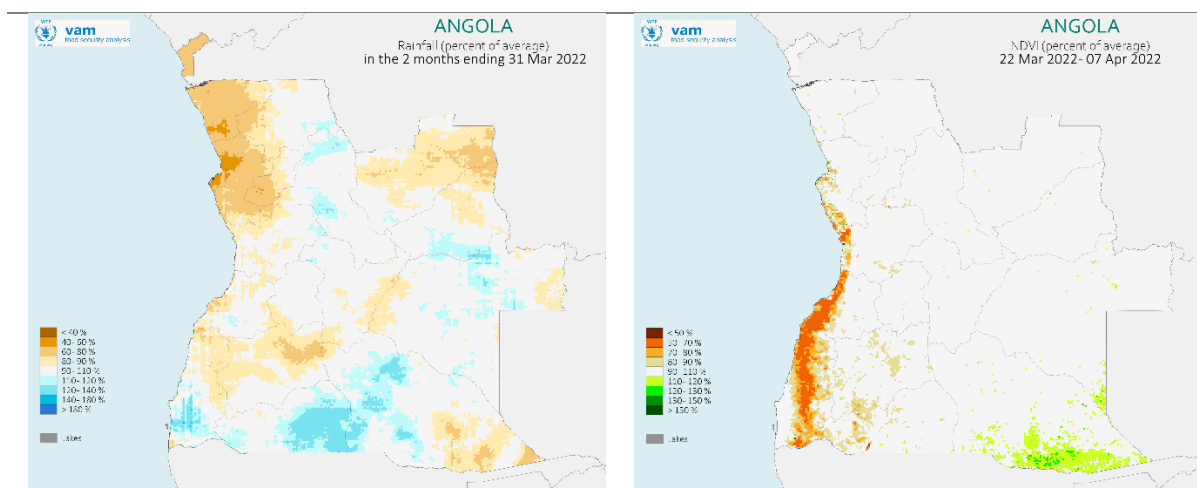 WFP
vam
food security analysis
ANGOLA
Rainfall (percent of average)
in the 2 months ending 31 Mar 2022
< 40 %
40- 60 %
60- 80 %
80- 90 %
90- 110 %
110- 120 %
120- 140 %
140- 180 %
> 180 %
Lakes
vam
food security analysis
ANGOLA
NDVI (percent of average)
22 Mar 2022- 07 Apr 2022
< 50 %
50- 70 %
70- 80 %
80- 90 %
90- 110 %
110- 120 %
120- 130 %
130- 150 %
> 150 %
Lakes